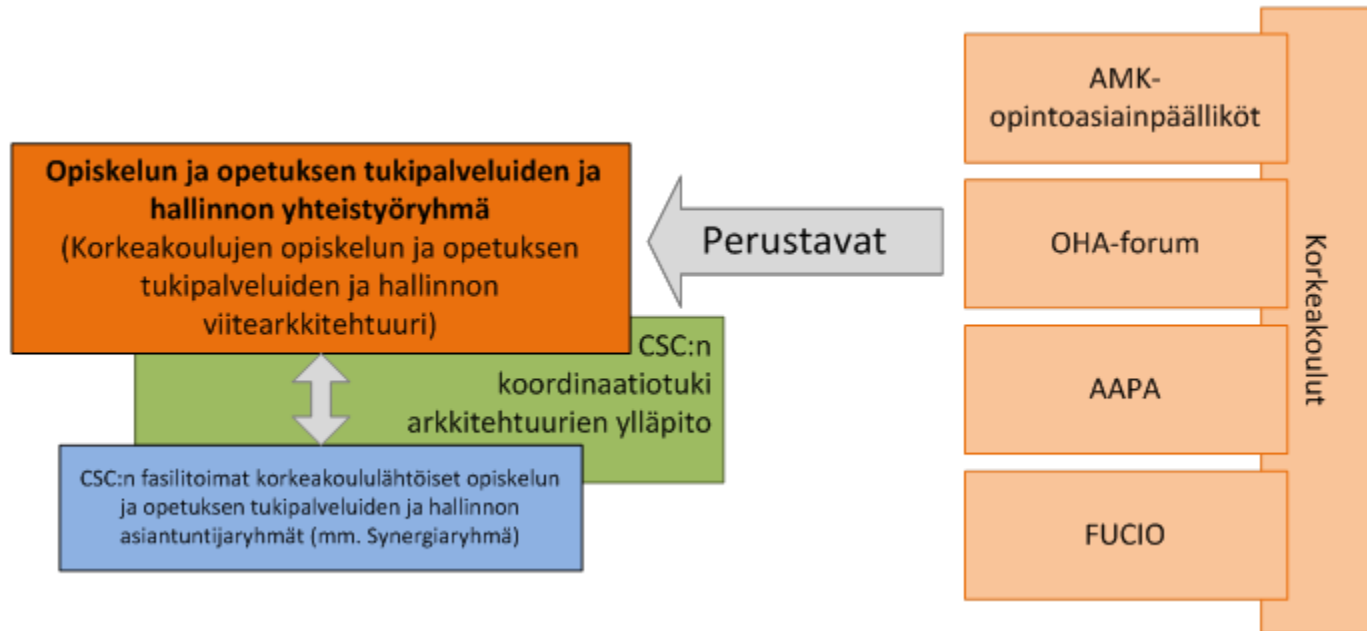 Opiskelun ja opetuksen tukipalveluiden ja
hallinnon yhteistyöryhmä
(Korkeakoulujen opiskelun ja opetuksen
tukipalveluiden ja hallinnon
viitearkkitehtuuri)
CSC:n
koordinaatiotuki
arkkitehtuurien ylläpito
CSC:n fasilitoimat korkeakoululähtöiset opiskelun
ja opetuksen tukipalveluiden ja hallinnon
asiantuntijaryhmät (mm. Synergiaryhmä)
Perustavat
AMK-
opintoasiainpäälliköt
OHA-forum
AAPA
FUCIO
Korkeakoulut